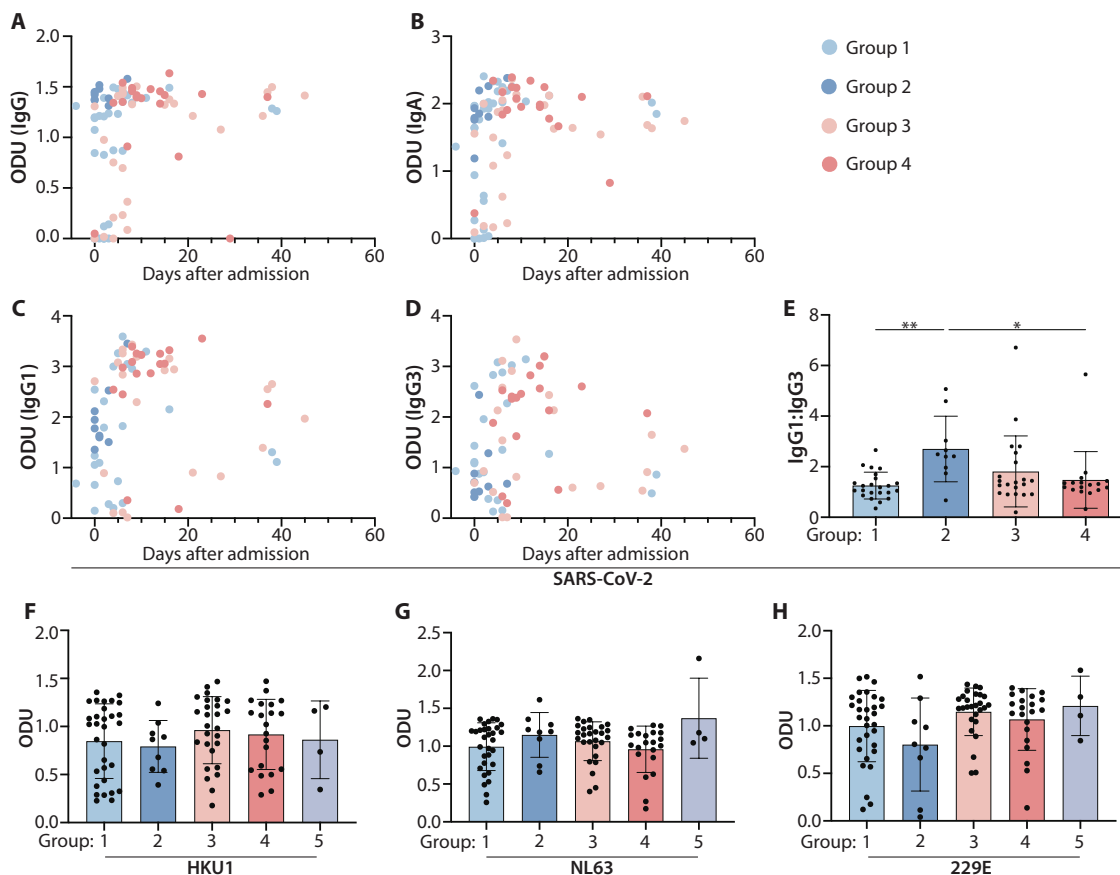 A
ODU (IgG)
2.0
1.5
1.0
0.5
0.0
0 20 40 60
Days after admission
B
ODU (IgA)
3
2
1
0
0 20 40 60
Days after admission
Group 1
Group 2
Group 3
Group 4
C
ODU (IgG1)
4
3
2
1
0
0 20 40 60
Days after admission
D
ODU (IgG3)
4
3
2
1
0
0 20 40 60
Days after admission
E
IgG1:IgG3
8
6
4
2
0
** *
Group: 1 2 3 4
SARS-CoV-2
F
ODU
2.0
1.5
1.0
0.5
0.0
Group: 1 2 3 4 5
HKU1
G
ODU
2.5
2.0
1.5
1.0
0.5
0.0
Group: 1 2 3 4 5
NL63
H
ODU
2.0
1.5
1.0
0.5
0.0
Group: 1 2 3 4 5
229E